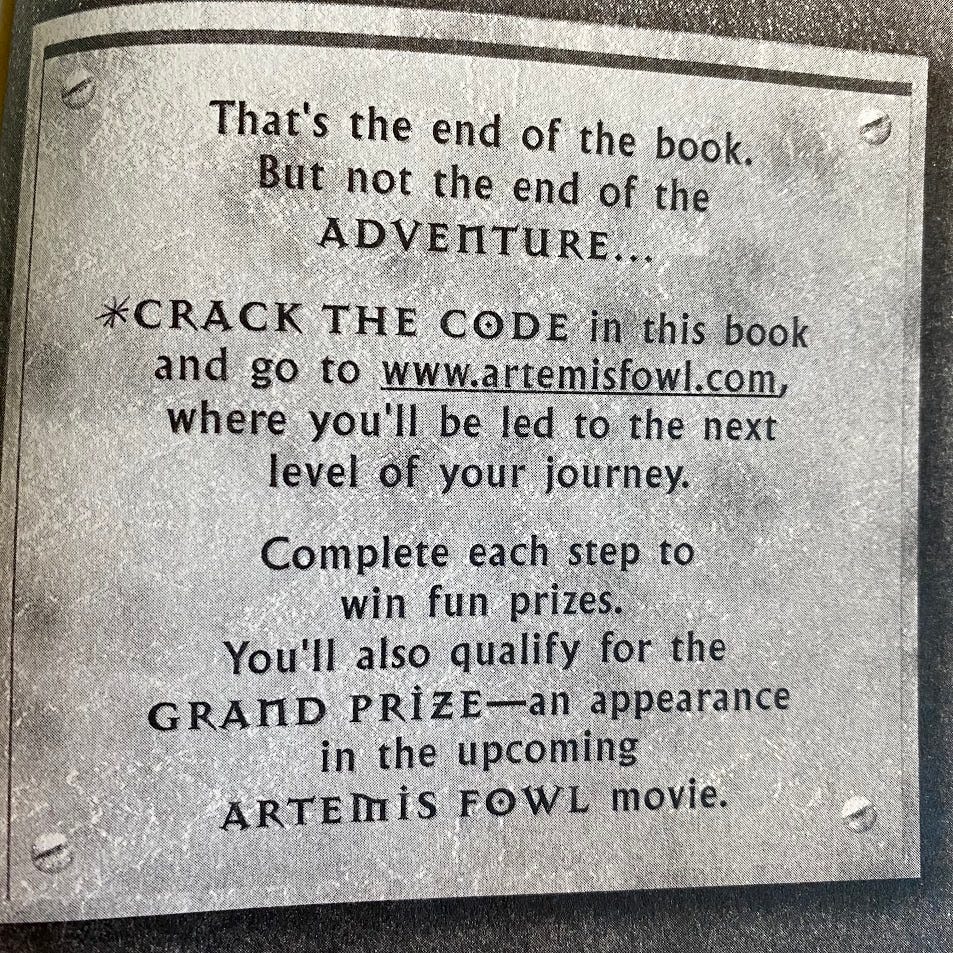 That's the end of the book.
But not the end of the
ADVENTURE...
*CRACK THE CODE in this book
and go to www.artemisfowl.com,
where you'll be led to the next
level of your journey.
Complete each step to
win fun prizes.
You'll also qualify for the
GRAND PRIZE—an appearance
in the upcoming
ARTEMIS FOWL movie.